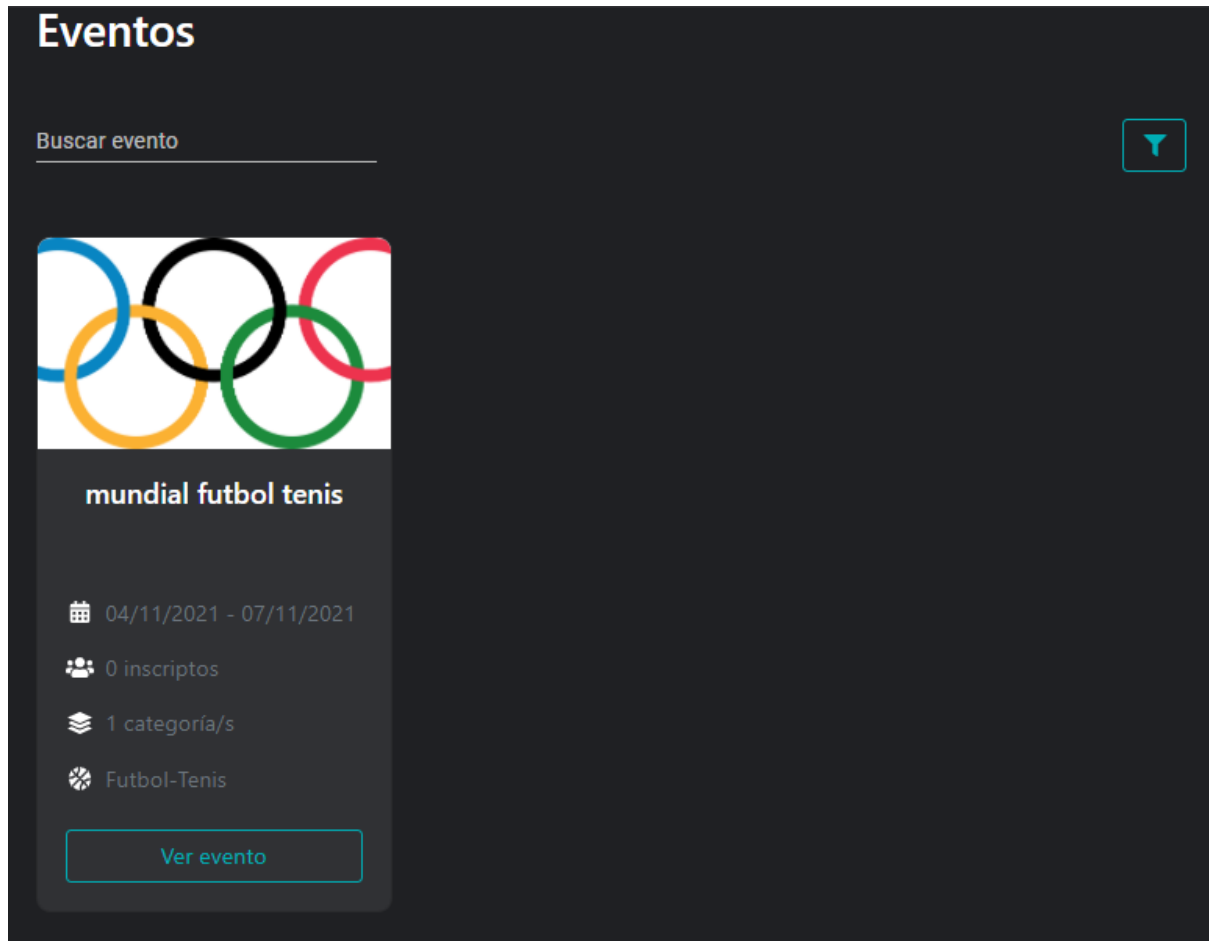 Eventos
Buscar evento
mundial futbol tenis
04/11/2021 - 07/11/2021
0 inscriptos
1 categoría/s
Futbol-Tenis
Ver evento